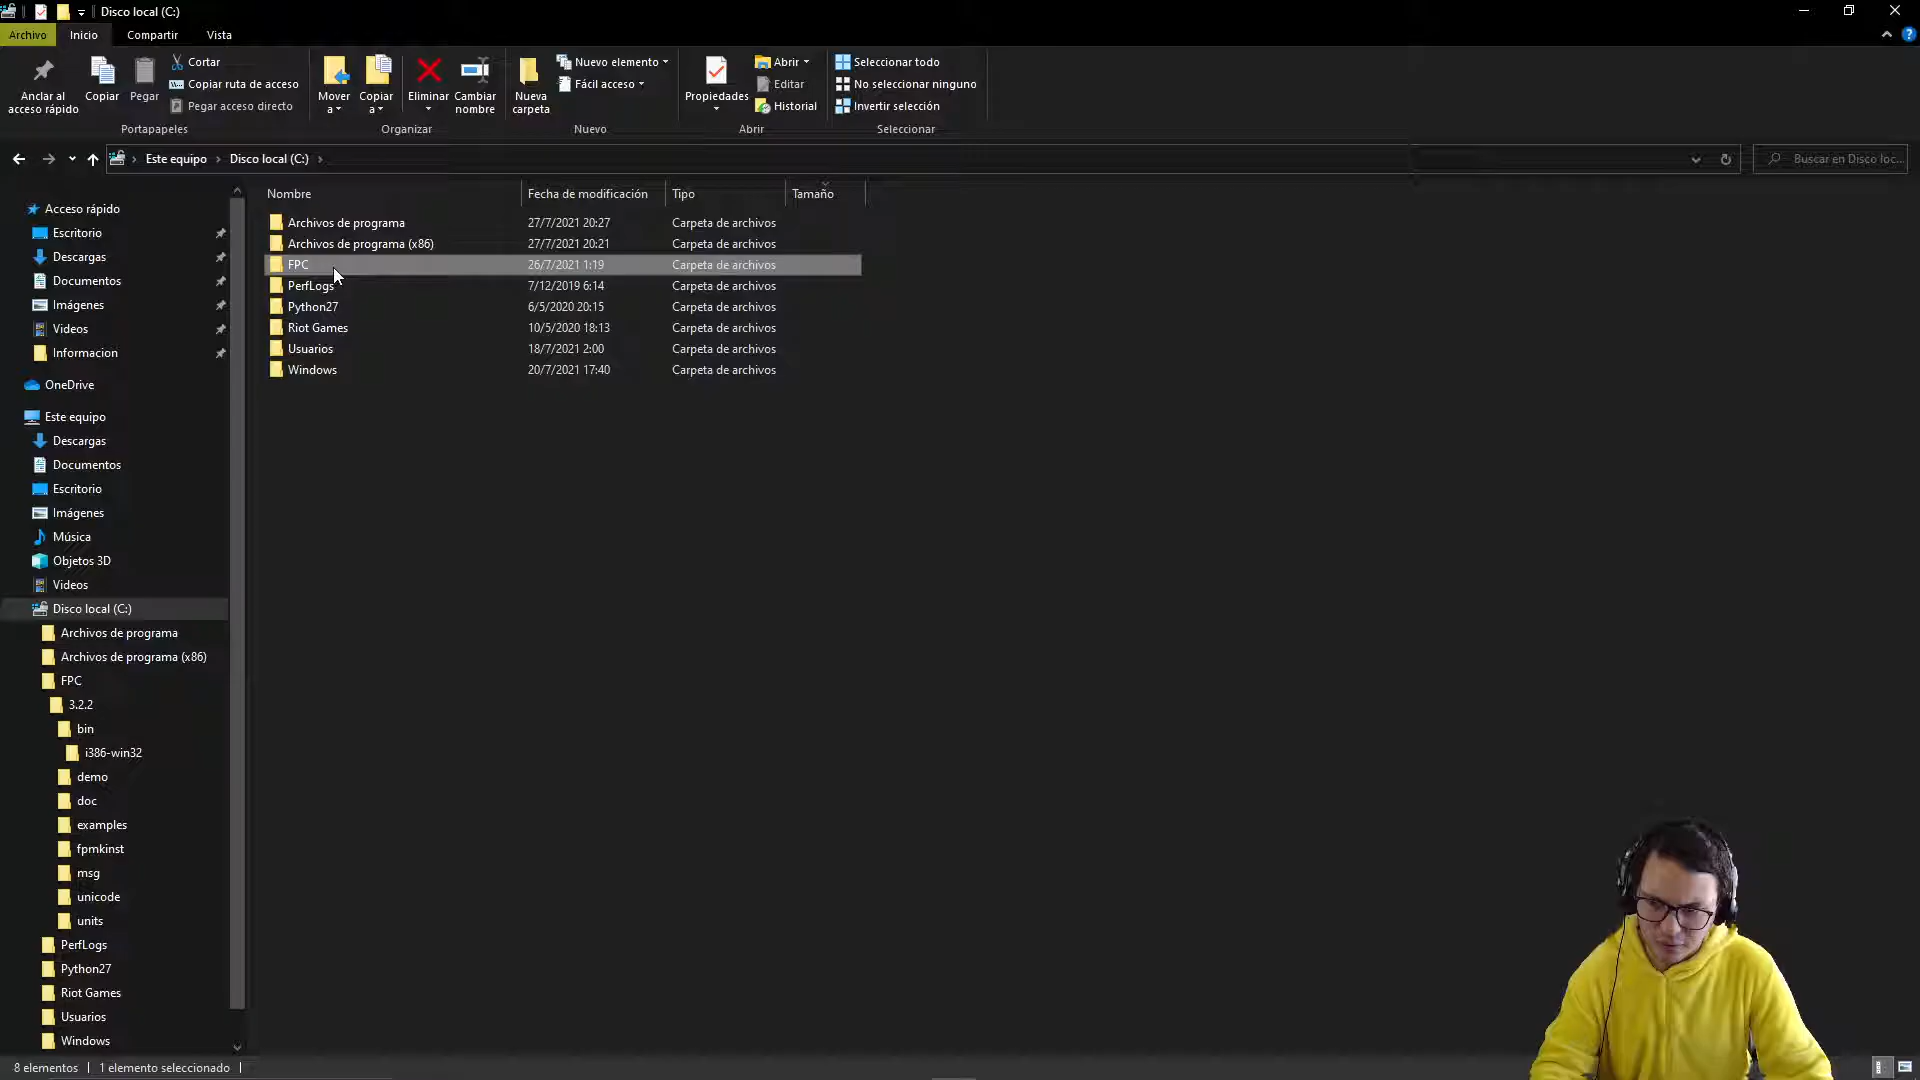 Disco local (C:)
Archivo Inicio Compartir Vista
Anclar al acceso rápido
Copiar
Pegar
Cortar
Copiar ruta de acceso
Pegar acceso directo
Portapapeles
Mover a
Copiar a
Eliminar
Cambiar nombre
Organizar
Nueva carpeta
Nuevo elemento
Fácil acceso
Nuevo
Propiedades
Abrir
Editar
Historial
Abrir
Seleccionar todo
No seleccionar ninguno
Invertir selección
Seleccionar
Este equipo > Disco local (C:) >
Buscar en Disco loc...
Acceso rápido
Escritorio
Descargas
Documentos
Imágenes
Videos
Informacion
OneDrive
Este equipo
Descargas
Documentos
Escritorio
Imágenes
Música
Objetos 3D
Videos
Disco local (C:)
Archivos de programa
Archivos de programa (x86)
FPC
3.2.2
bin
i386-win32
demo
doc
examples
fpmkinst
msg
unicode
units
PerfLogs
Python27
Riot Games
Usuarios
Windows
Nombre Fecha de modificación Tipo Tamaño
Archivos de programa 27/7/2021 20:27 Carpeta de archivos
Archivos de programa (x86) 27/7/2021 20:21 Carpeta de archivos
FPC 26/7/2021 1:19 Carpeta de archivos
PerfLogs 7/12/2019 6:14 Carpeta de archivos
Python27 6/5/2020 20:15 Carpeta de archivos
Riot Games 10/5/2020 18:13 Carpeta de archivos
Usuarios 18/7/2021 2:00 Carpeta de archivos
Windows 20/7/2021 17:40 Carpeta de archivos
8 elementos 1 elemento seleccionado